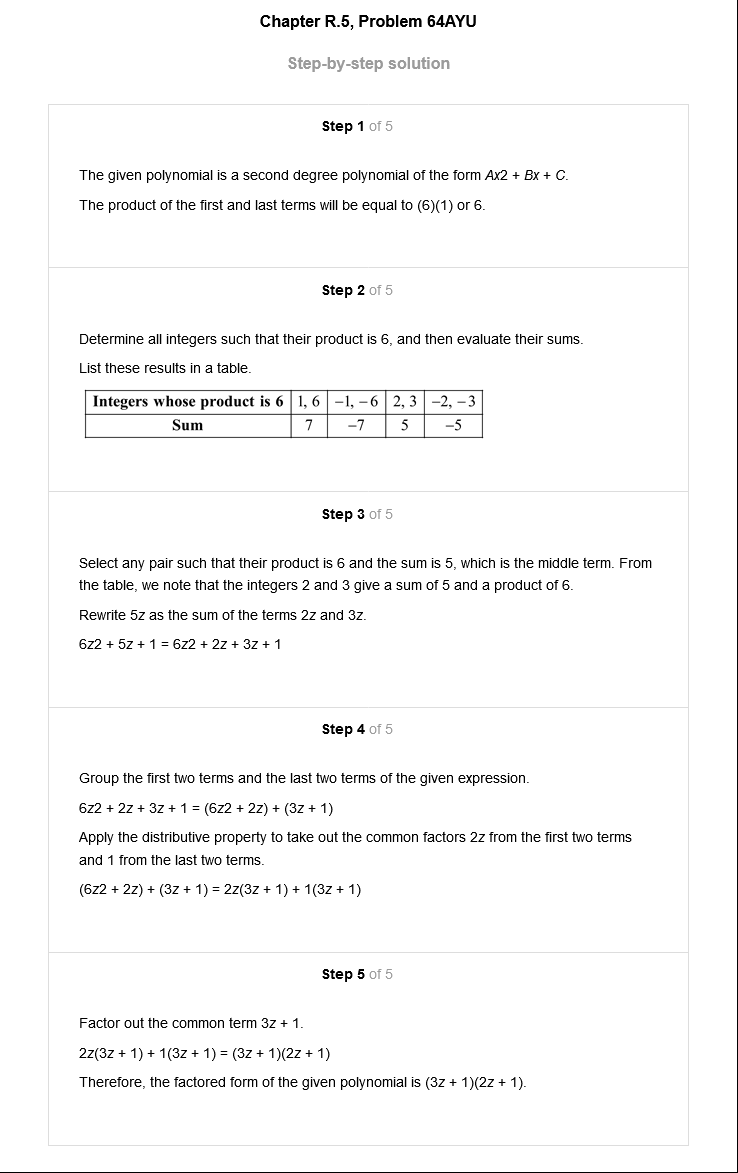 Chapter R.5, Problem 64AYU
Step-by-step solution
Step 1 of 5
The given polynomial is a second degree polynomial of the form Ax2 + Bx + C.
The product of the first and last terms will be equal to (6)(1) or 6.
Step 2 of 5
Determine all integers such that their product is 6, and then evaluate their sums.
List these results in a table.
Integers whose product is 6 1, 6 −1, −6 2, 3 −2, −3
Sum 7 −7 5 −5
Step 3 of 5
Select any pair such that their product is 6 and the sum is 5, which is the middle term. From
the table, we note that the integers 2 and 3 give a sum of 5 and a product of 6.
Rewrite 5z as the sum of the terms 2z and 3z.
6z2 + 5z + 1 = 6z2 + 2z + 3z + 1
Step 4 of 5
Group the first two terms and the last two terms of the given expression.
6z2 + 2z + 3z + 1 = (6z2 + 2z) + (3z + 1)
Apply the distributive property to take out the common factors 2z from the first two terms
and 1 from the last two terms.
(6z2 + 2z) + (3z + 1) = 2z(3z + 1) + 1(3z + 1)
Step 5 of 5
Factor out the common term 3z + 1.
2z(3z + 1) + 1(3z + 1) = (3z + 1)(2z + 1)
Therefore, the factored form of the given polynomial is (3z + 1)(2z + 1).